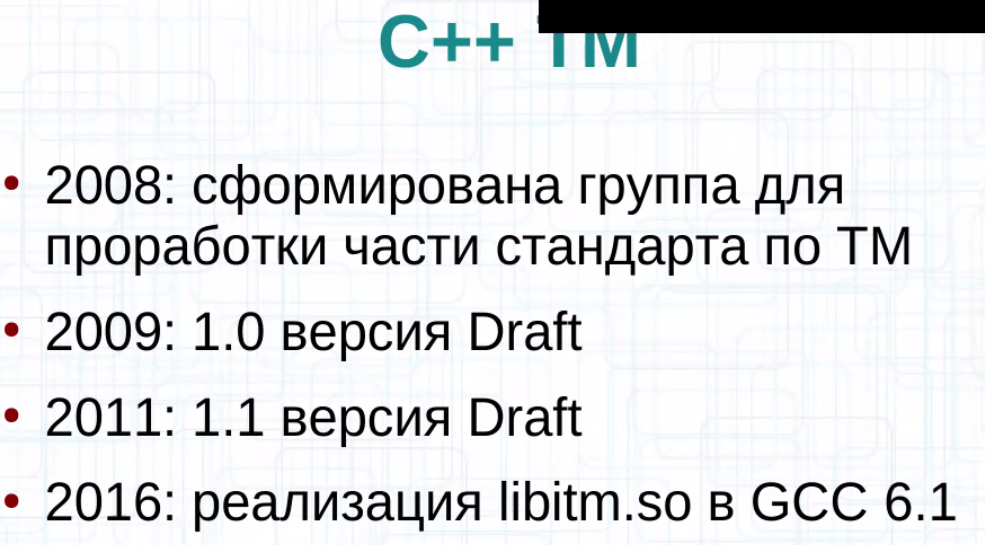 C++ TM
• 2008: сформирована группа для
проработки части стандарта по TM
• 2009: 1.0 версия Draft
• 2011: 1.1 версия Draft
• 2016: реализация libitm.so в GCC 6.1